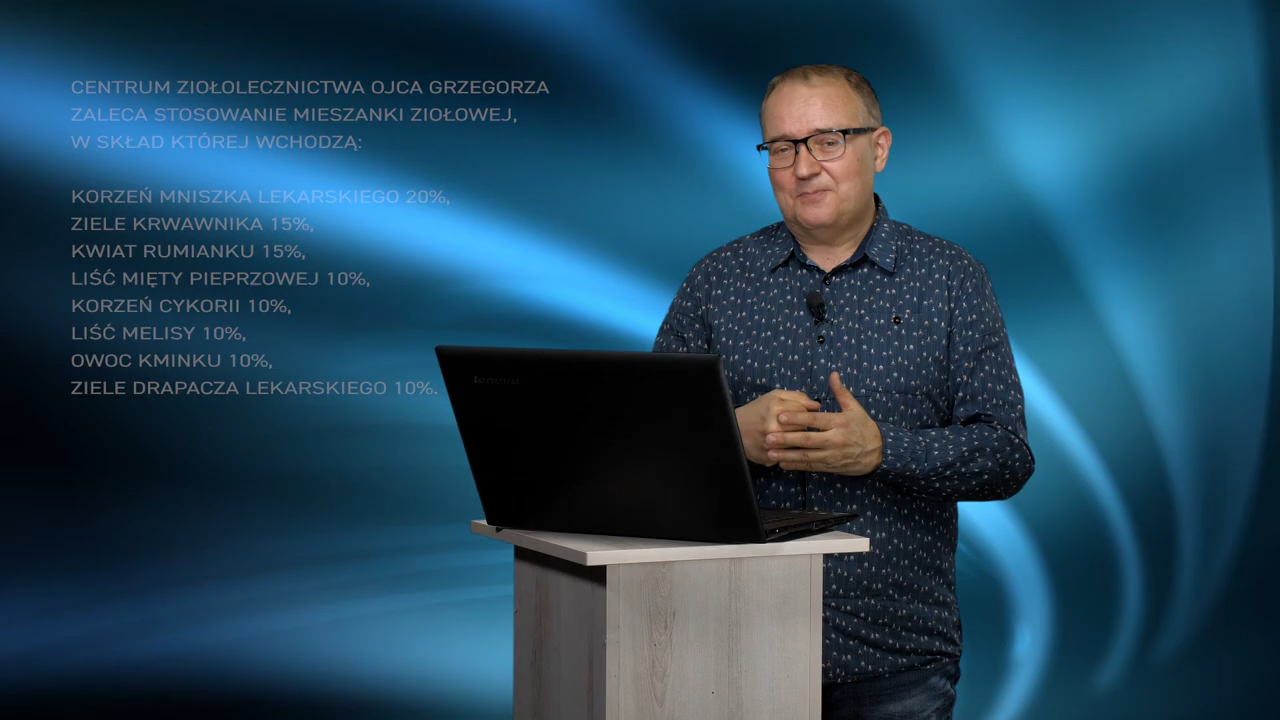 CENTRUM ZIOŁOLECZNICTWA OJCA GRZEGORZA
ZALECA STOSOWANIE MIESZANKI ZIOŁOWEJ,
W SKŁAD KTÓREJ WCHODZĄ:
KORZEŃ MNISZKA LEKARSKIEGO 20%,
ZIELE KRWAWNIKA 15%,
KWIAT RUMIANKU 15%,
LIŚĆ MIĘTY PIEPRZOWEJ 10%,
KORZEŃ CYKORII 10%,
LIŚĆ MELISY 10%,
OWOC KMINKU 10%,
ZIELE DRAPACZA LEKARSKIEGO 10%.
lenovo